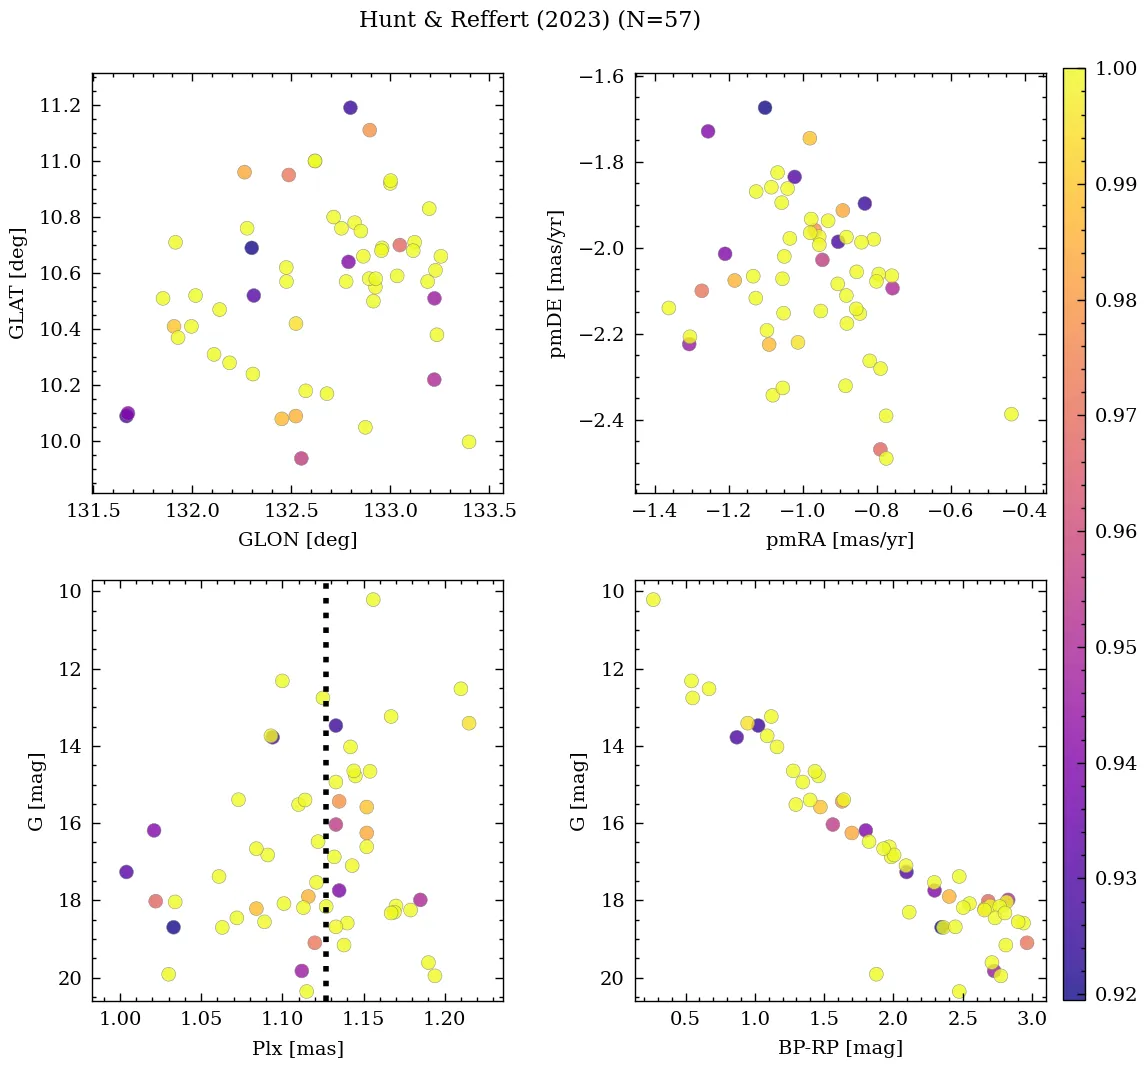 Hunt & Reffert (2023) (N=57)
11.2
11.0
10.8
10.6
10.4
10.2
10.0
GLAT [deg]
131.5 132.0 132.5 133.0 133.5
GLON [deg]
−1.6
−1.8
−2.0
−2.2
−2.4
pmDE [mas/yr]
−1.4 −1.2 −1.0 −0.8 −0.6 −0.4
pmRA [mas/yr]
10
12
14
16
18
20
G [mag]
1.00 1.05 1.10 1.15 1.20
Plx [mas]
10
12
14
16
18
20
G [mag]
0.5 1.0 1.5 2.0 2.5 3.0
BP-RP [mag]
1.00
0.99
0.98
0.97
0.96
0.95
0.94
0.93
0.92